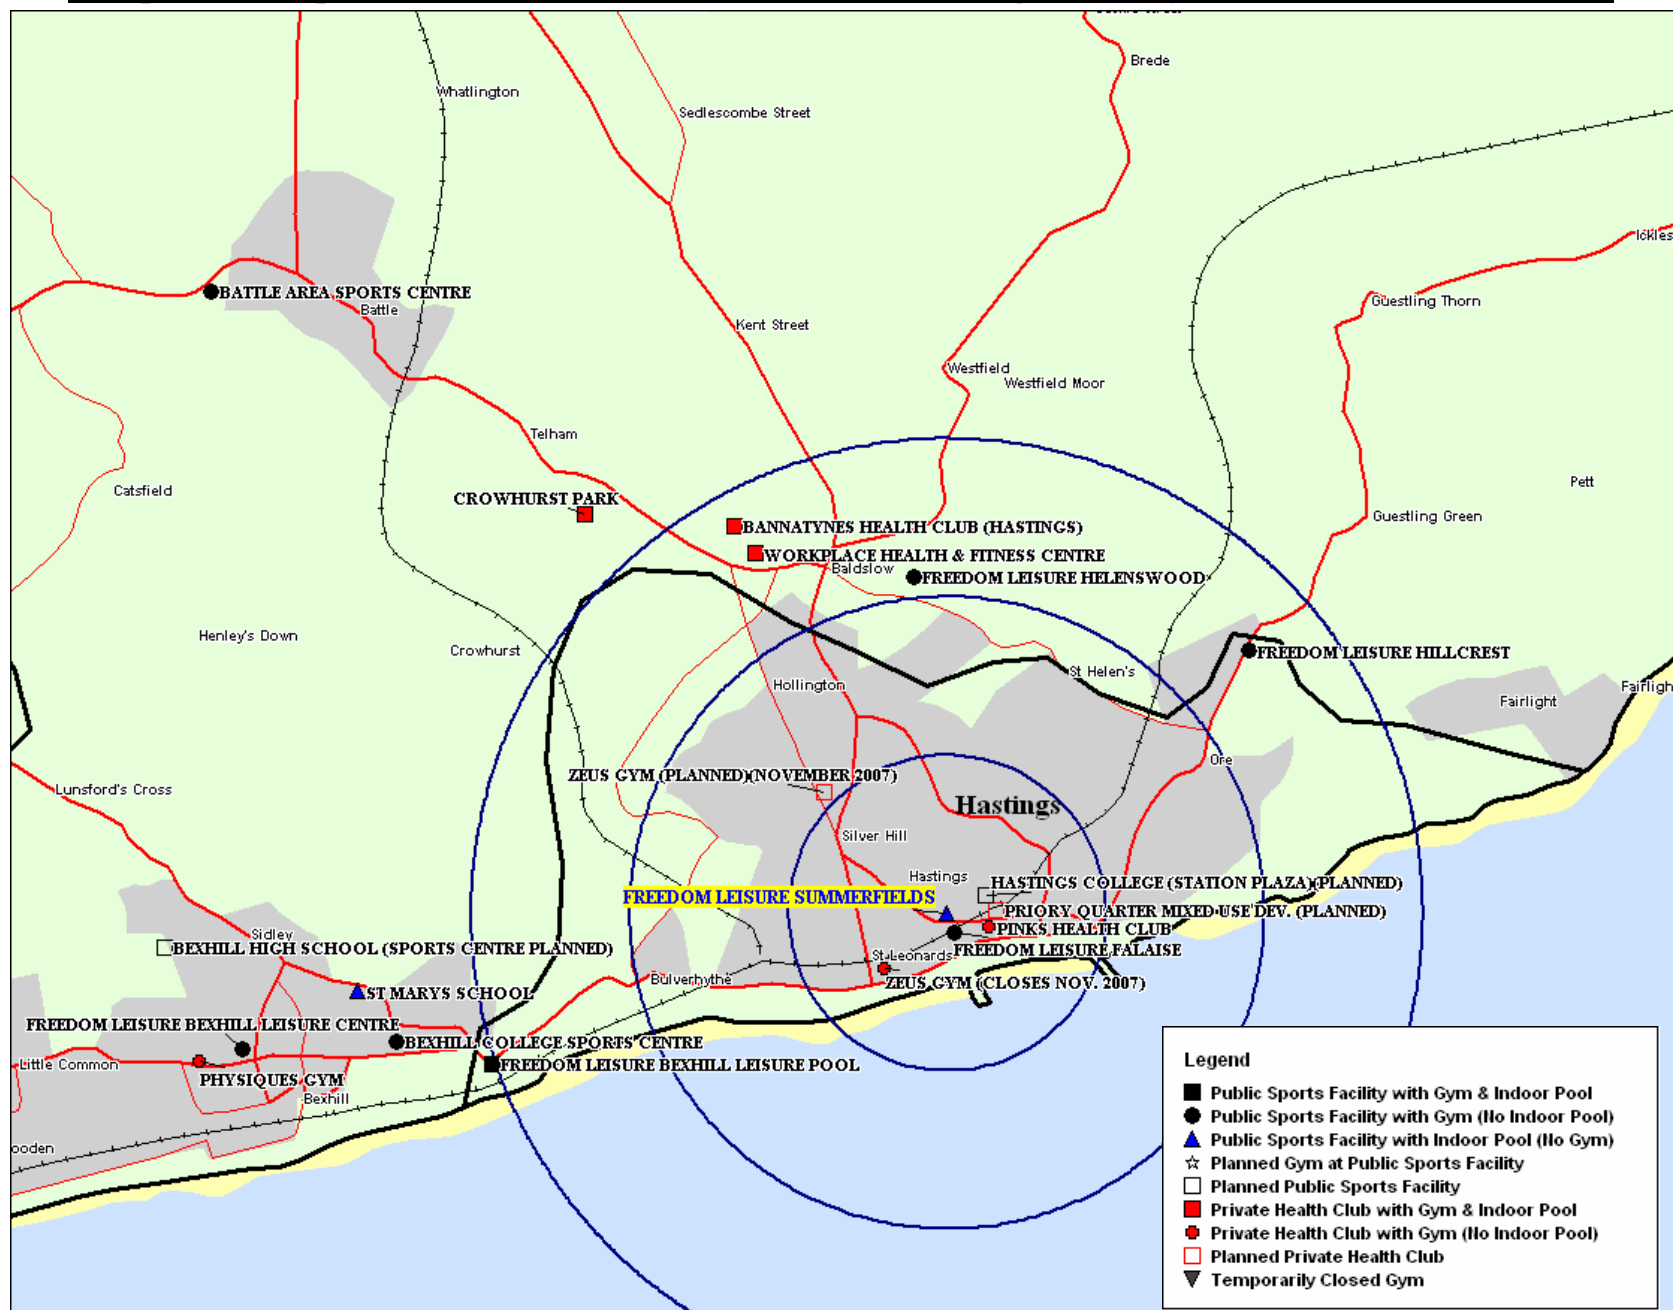 Brede
Whatlington
Sedlescombe Street
Ickles
BATTLE AREA SPORTS CENTRE
Guestling Thorn
Battle
Kent Street
Westfield
Westfield Moor
Telham
Pett
Catsfield
CROWHURST PARK
Guestling Green
BANNATYNES HEALTH CLUB (HASTINGS)
WORKPLACE HEALTH & FITNESS CENTRE
Baldslow
FREEDOM LEISURE HELENSWOOD
Henley's Down
Crowhurst
FREEDOM LEISURE HILLCREST
St Helen's
Hollington
Fairligh
Fairlight
Ore
ZEUS GYM (PLANNED)(NOVEMBER 2007)
Lunsford's Cross
Hastings
Silver Hill
Hastings
HASTINGS COLLEGE (STATION PLAZA)(PLANNED)
FREEDOM LEISURE SUMMERFIELDS
PRIORY QUARTER MIXED USE DEV. (PLANNED)
PINKS HEALTH CLUB
Sidley
BEXHILL HIGH SCHOOL (SPORTS CENTRE PLANNED)
FREEDOM LEISURE FALAISE
St Leonards
Bulverhythe
ZEUS GYM (CLOSES NOV. 2007)
ST MARYS SCHOOL
FREEDOM LEISURE BEXHILL LEISURE CENTRE
BEXHILL COLLEGE SPORTS CENTRE
Little Common
FREEDOM LEISURE BEXHILL LEISURE POOL
PHYSIQUES GYM
Bexhill
ooden
Legend
Public Sports Facility with Gym & Indoor Pool
Public Sports Facility with Gym (No Indoor Pool)
Public Sports Facility with Indoor Pool (No Gym)
Planned Gym at Public Sports Facility
Planned Public Sports Facility
Private Health Club with Gym & Indoor Pool
Private Health Club with Gym (No Indoor Pool)
Planned Private Health Club
Temporarily Closed Gym